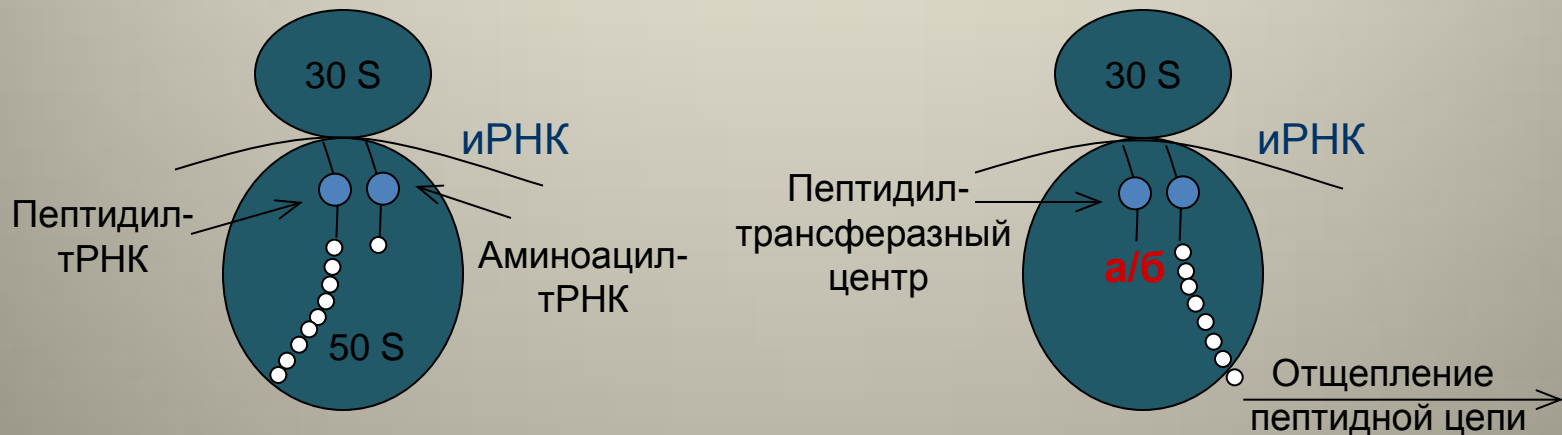 30 S
иРНК
Пептидил-
тРНК
Аминоацил-
тРНК
50 S
30 S
иРНК
Пептидил-
трансферазный
центр
а/б
Отщепление
пептидной цепи